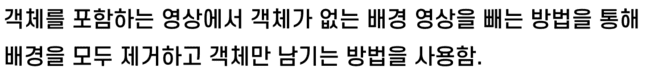 객체를 포함하는 영상에서 객체가 없는 배경 영상을 빼는 방법을 통해
배경을 모두 제거하고 객체만 남기는 방법을 사용함.